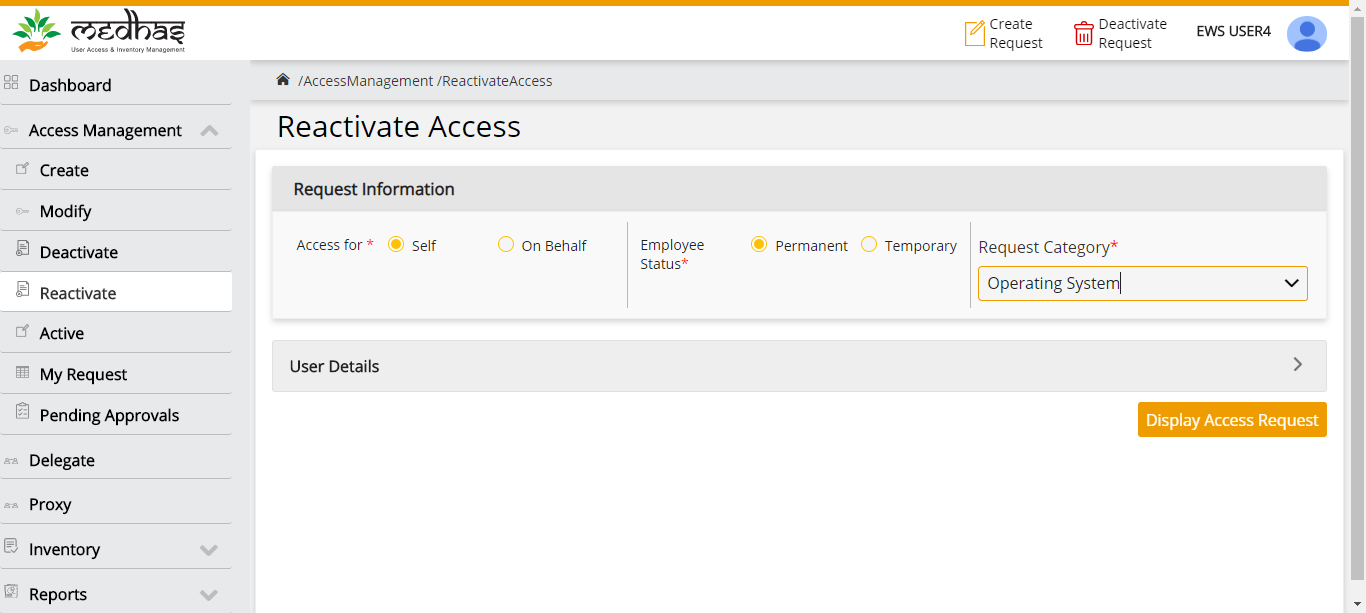 medhas
User Access & Inventory Management
Create
Request
Deactivate
Request
EWS USER4
Dashboard
Access Management
Create
Modify
Deactivate
Reactivate
Active
My Request
Pending Approvals
Delegate
Proxy
Inventory
Reports
/AccessManagement /ReactivateAccess
Reactivate Access
Request Information
Access for * Self On Behalf
Employee
Status*
Permanent Temporary
Request Category*
Operating System
User Details
Display Access Request